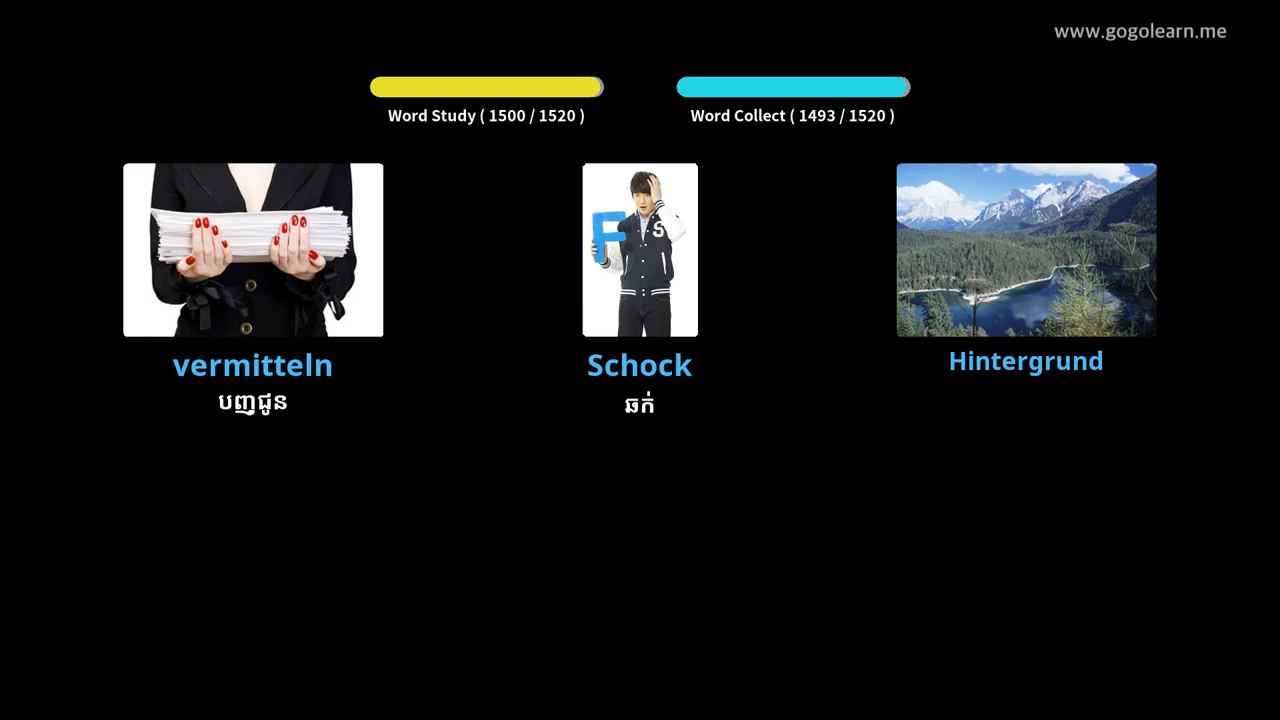 www.gogolearn.me
Word Study ( 1500 / 1520 )
Word Collect ( 1493 / 1520 )
F
S
vermitteln
Schock
Hintergrund
បញ្ជូន
ឆក់